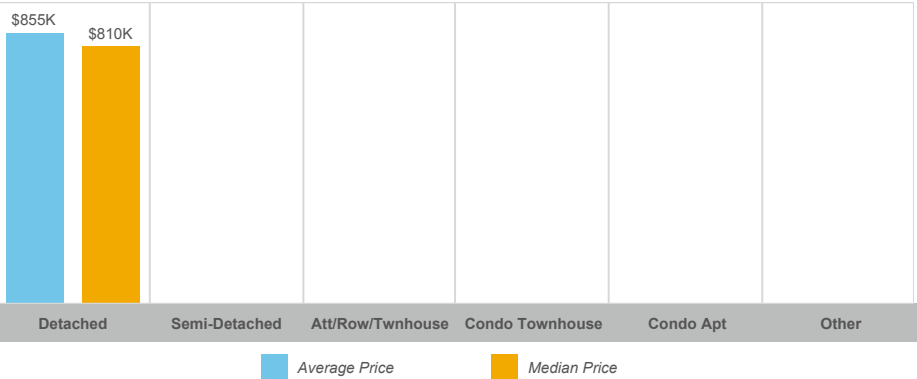 $855K
$810K
Detached Semi-Detached Att/Row/Twnhouse Condo Townhouse Condo Apt Other
Average Price Median Price